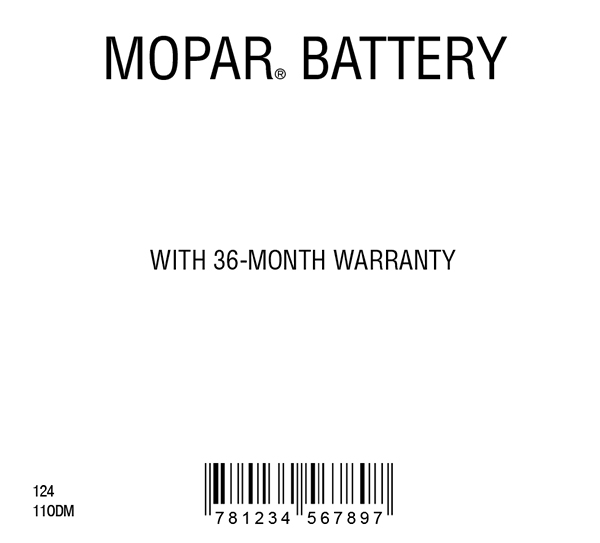 MOPAR® BATTERY
WITH 36-MONTH WARRANTY
124
110DM
781234 567897